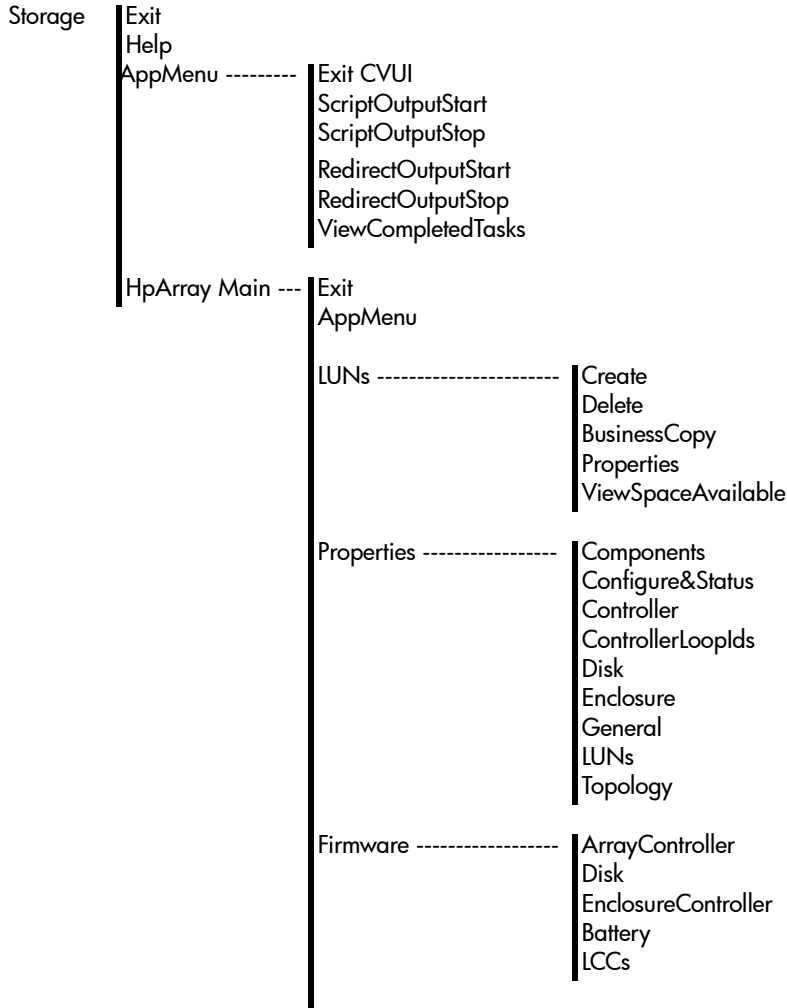 Storage Exit
Help
AppMenu --------- Exit CVUI
ScriptOutputStart
ScriptOutputStop
RedirectOutputStart
RedirectOutputStop
ViewCompletedTasks
HpArray Main --- Exit
AppMenu
LUNs ----------------------- Create
Delete
BusinessCopy
Properties
ViewSpaceAvailable
Properties ----------------- Components
Configure&Status
Controller
ControllerLoopIds
Disk
Enclosure
General
LUNs
Topology
Firmware ------------------ ArrayController
Disk
EnclosureController
Battery
LCCs